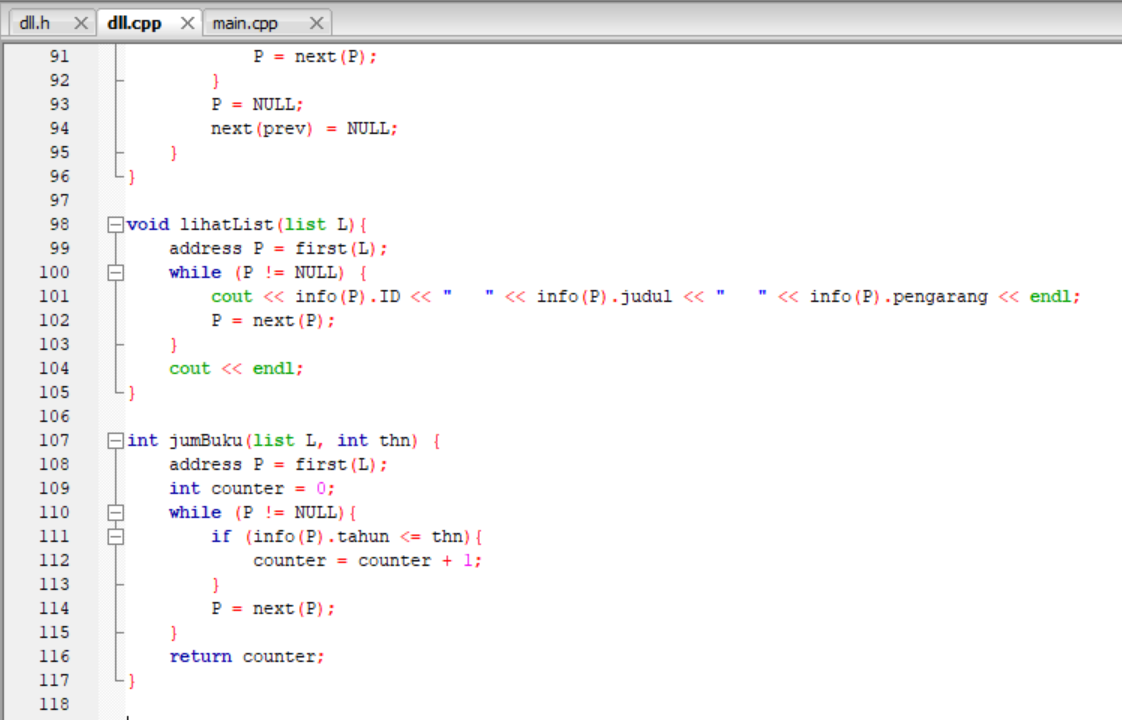 dll.h dll.cpp main.cpp
91 P = next(P);
92 }
93 P = NULL;
94 next(prev) = NULL;
95 }
96 }
97
98 void lihatList(list L){
99 address P = first(L);
100 while (P != NULL) {
101 cout << info(P).ID << "   " << info(P).judul << "   " << info(P).pengarang << endl;
102 P = next(P);
103 }
104 cout << endl;
105 }
106
107 int jumBuku(list L, int thn) {
108 address P = first(L);
109 int counter = 0;
110 while (P != NULL){
111 if (info(P).tahun <= thn){
112 counter = counter + 1;
113 }
114 P = next(P);
115 }
116 return counter;
117 }
118